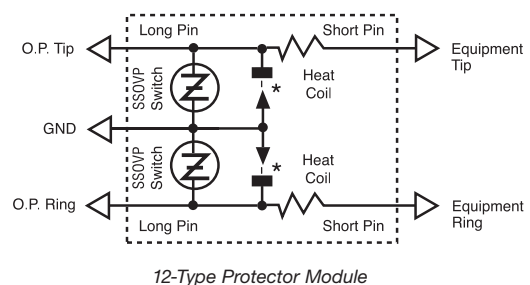 Long Pin
Short Pin
O.P. Tip
Equipment
Tip
SSOVP
Switch
*
Heat
Coil
GND
SSOVP
Switch
*
Heat
Coil
O.P. Ring
Equipment
Ring
Long Pin
Short Pin
12-Type Protector Module